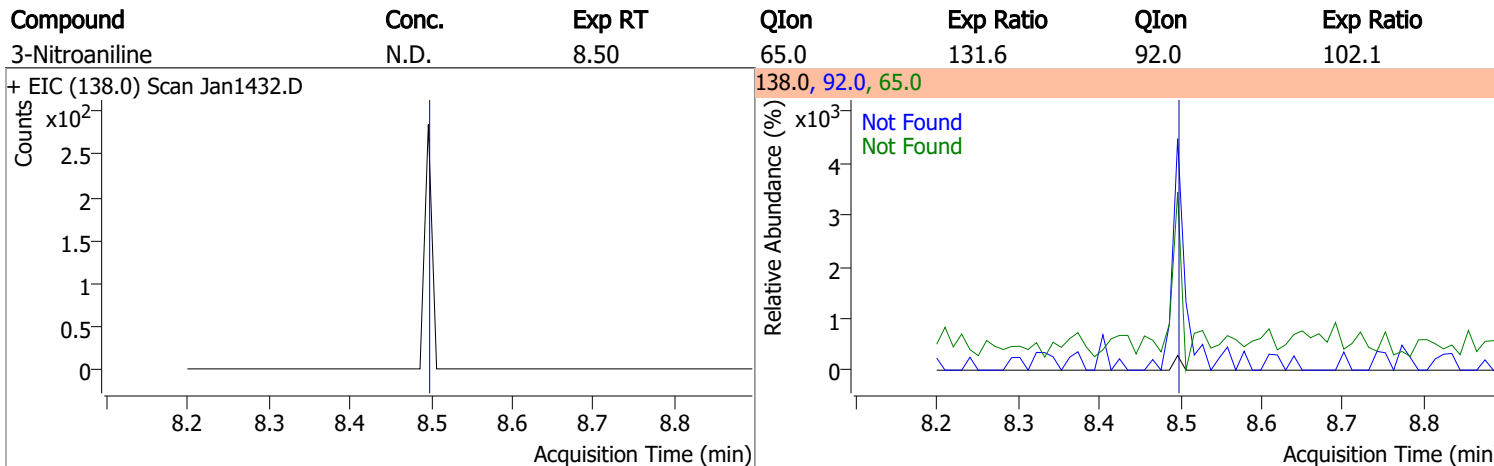 Compound Conc. Exp RT QIon Exp Ratio QIon Exp Ratio
3-Nitroaniline N.D. 8.50 65.0 131.6 92.0 102.1
+ EIC (138.0) Scan Jan1432.D
Counts
x10²
2.5
2
1.5
1
0.5
0
8.2 8.3 8.4 8.5 8.6 8.7 8.8
Acquisition Time (min)
138.0, 92.0, 65.0
Relative Abundance (%)
x10³
Not Found
Not Found
4
3
2
1
0
8.2 8.3 8.4 8.5 8.6 8.7 8.8
Acquisition Time (min